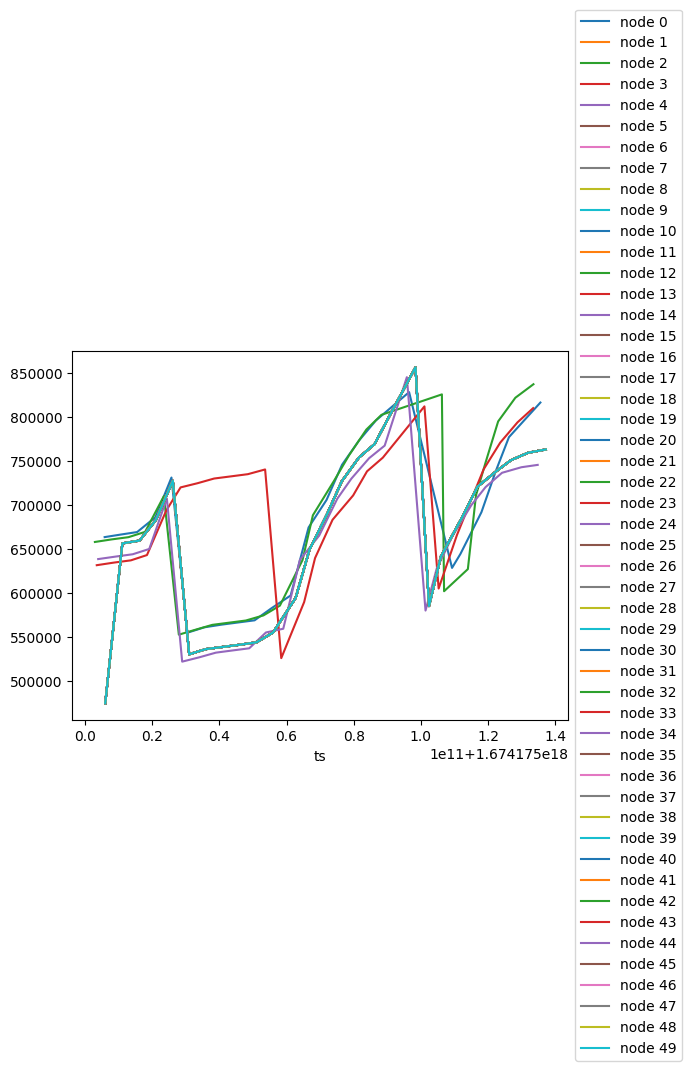 850000
800000
750000
700000
650000
600000
550000
500000
0.0 0.2 0.4 0.6 0.8 1.0 1.2 1.4
ts
1e11+1.674175e18
node 0
node 1
node 2
node 3
node 4
node 5
node 6
node 7
node 8
node 9
node 10
node 11
node 12
node 13
node 14
node 15
node 16
node 17
node 18
node 19
node 20
node 21
node 22
node 23
node 24
node 25
node 26
node 27
node 28
node 29
node 30
node 31
node 32
node 33
node 34
node 35
node 36
node 37
node 38
node 39
node 40
node 41
node 42
node 43
node 44
node 45
node 46
node 47
node 48
node 49